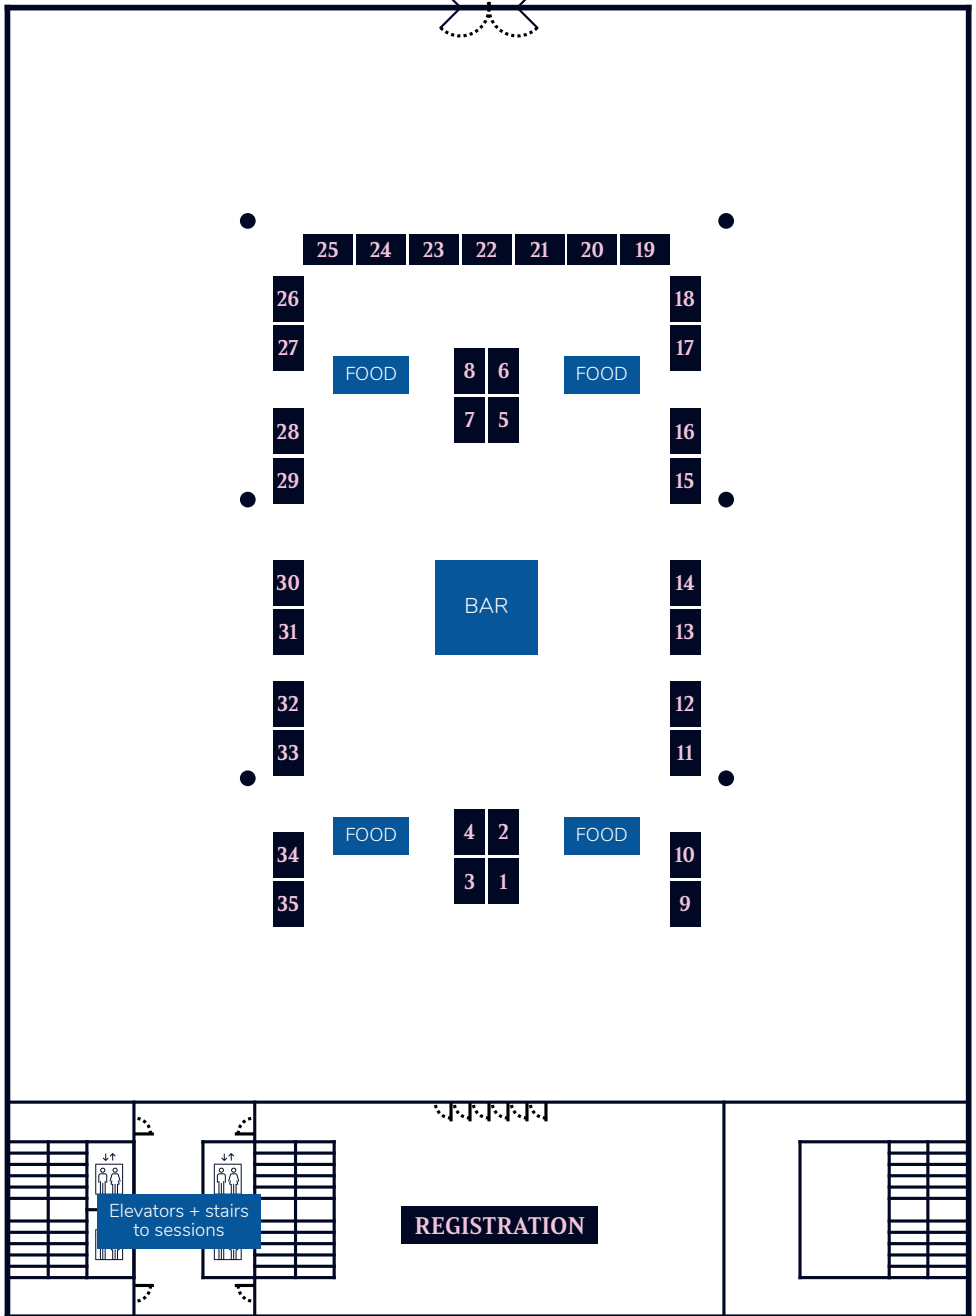 25 24 23 22 21 20 19
26 18
27 17
FOOD 8 6 FOOD
7 5
28 16
29 15
30 14
BAR
31 13
32 12
33 11
FOOD 4 2 FOOD
34 10
3 1
35 9
Elevators + stairs
to sessions
REGISTRATION